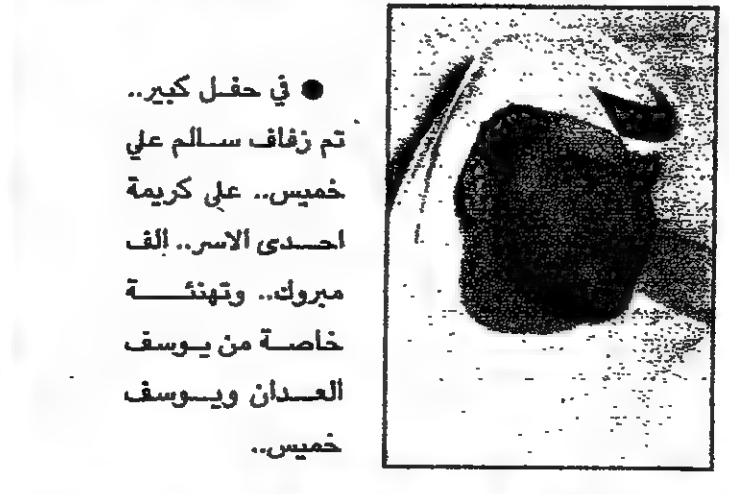 ● في حفل كبير..
تم زفاف سالم علي
خميس.. على كريمة
احدى الاسر.. الف
مبروك.. وتهنئة
خاصة من يوسف
العدان ويوسف
خميس..